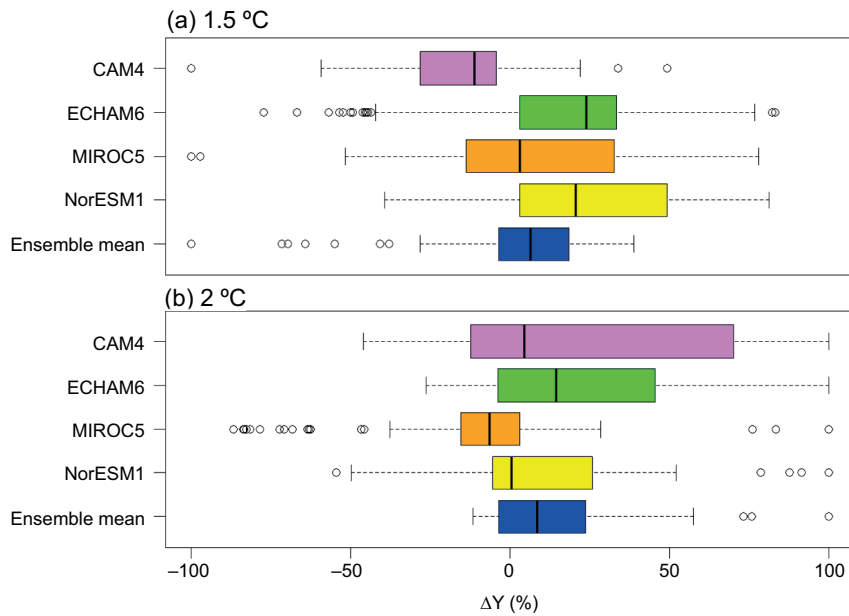 (a) 1.5 ºC
CAM4
ECHAM6
MIROC5
NorESM1
Ensemble mean
(b) 2 ºC
CAM4
ECHAM6
MIROC5
NorESM1
Ensemble mean
−100 −50 0 50 100
ΔY (%)